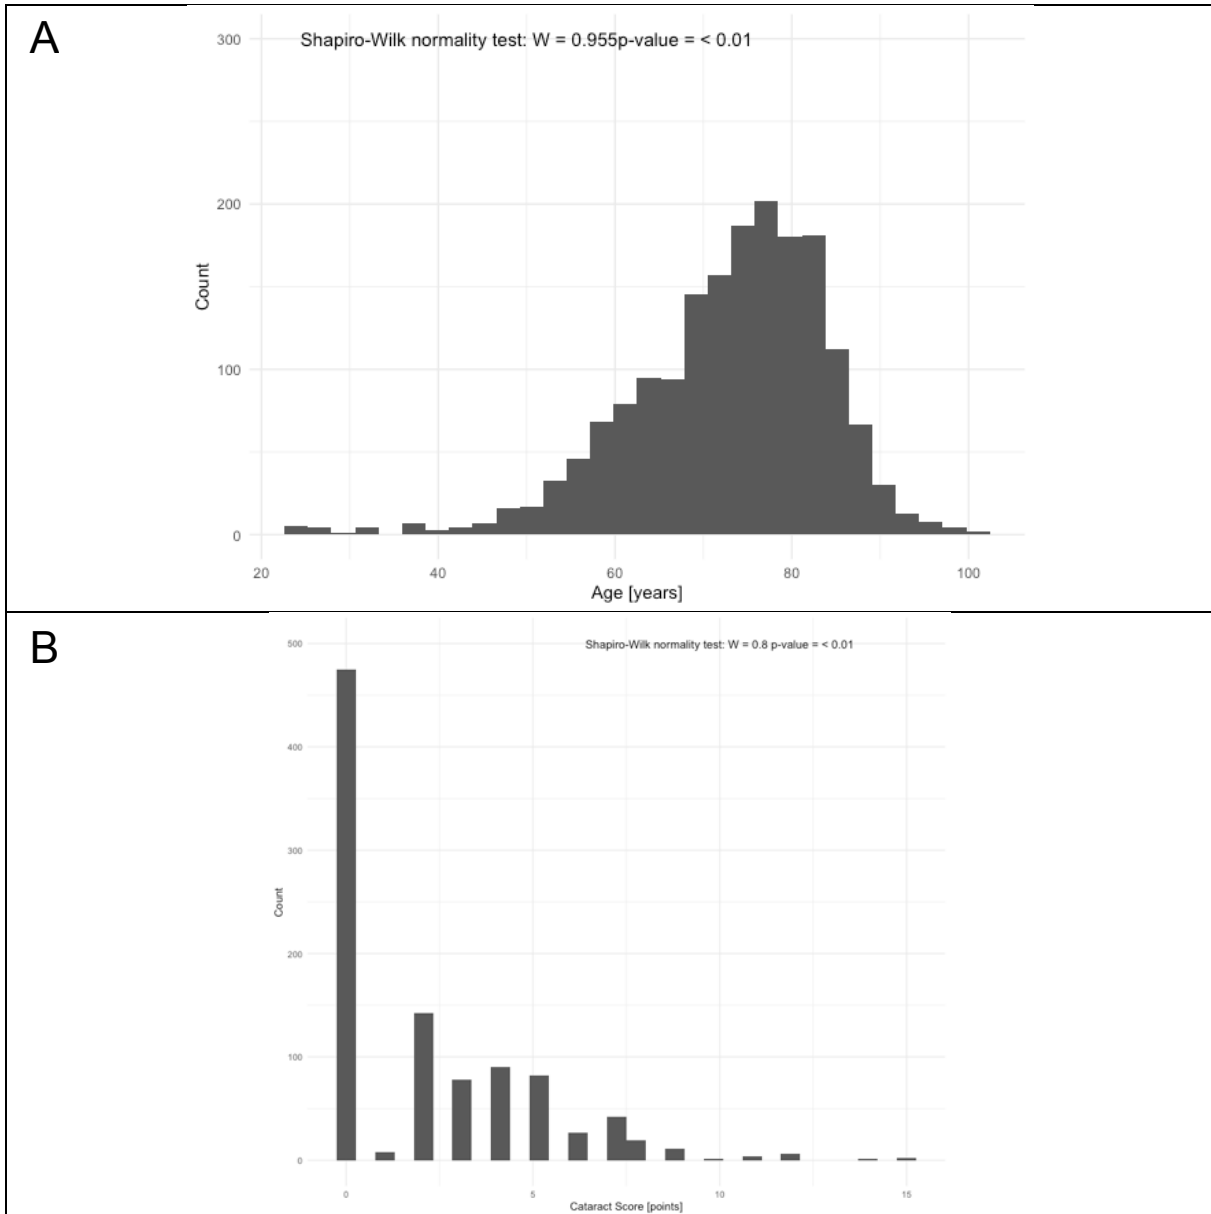 A
Shapiro-Wilk normality test: W = 0.955p-value = < 0.01
300
200
100
0
Count
20
40
60
80
100
Age [years]
B
Shapiro-Wilk normality test: W = 0.8 p-value = < 0.01
500
400
300
200
100
0
Count
0
5
10
15
Cataract Score [points]